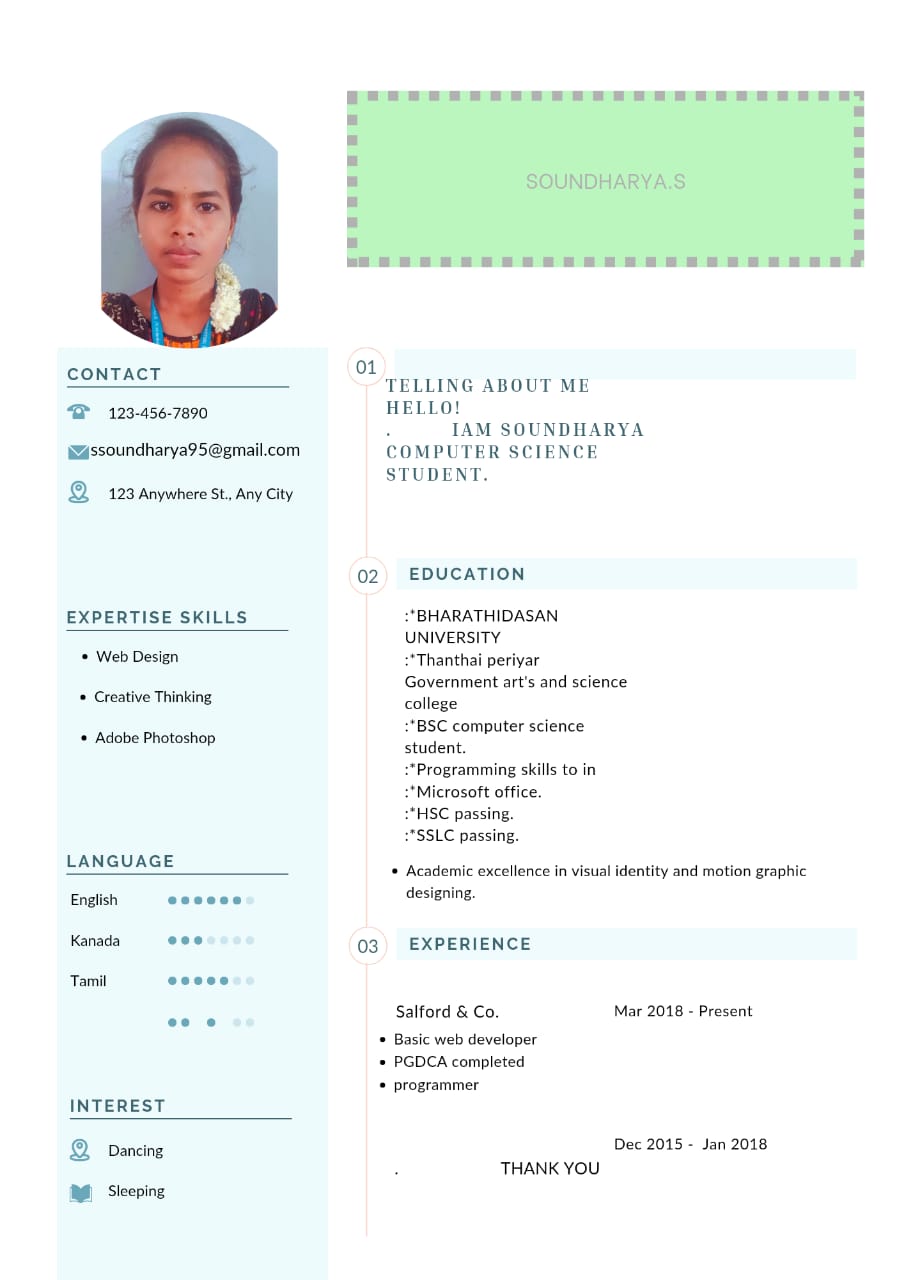 SOUNDHARYA.S
CONTACT
123-456-7890
ssoundharya95@gmail.com
123 Anywhere St., Any City
EXPERTISE SKILLS
• Web Design
• Creative Thinking
• Adobe Photoshop
LANGUAGE
English
Kanada
Tamil
INTEREST
Dancing
Sleeping
01
TELLING ABOUT ME
HELLO!
. IAM SOUNDHARYA
COMPUTER SCIENCE
STUDENT.
02 EDUCATION
:*BHARATHIDASAN
UNIVERSITY
:*Thanthai periyar
Government art's and science
college
:*BSC computer science
student.
:*Programming skills to in
:*Microsoft office.
:*HSC passing.
:*SSLC passing.
• Academic excellence in visual identity and motion graphic
designing.
03 EXPERIENCE
Salford & Co. Mar 2018 - Present
• Basic web developer
• PGDCA completed
• programmer
Dec 2015 - Jan 2018
. THANK YOU